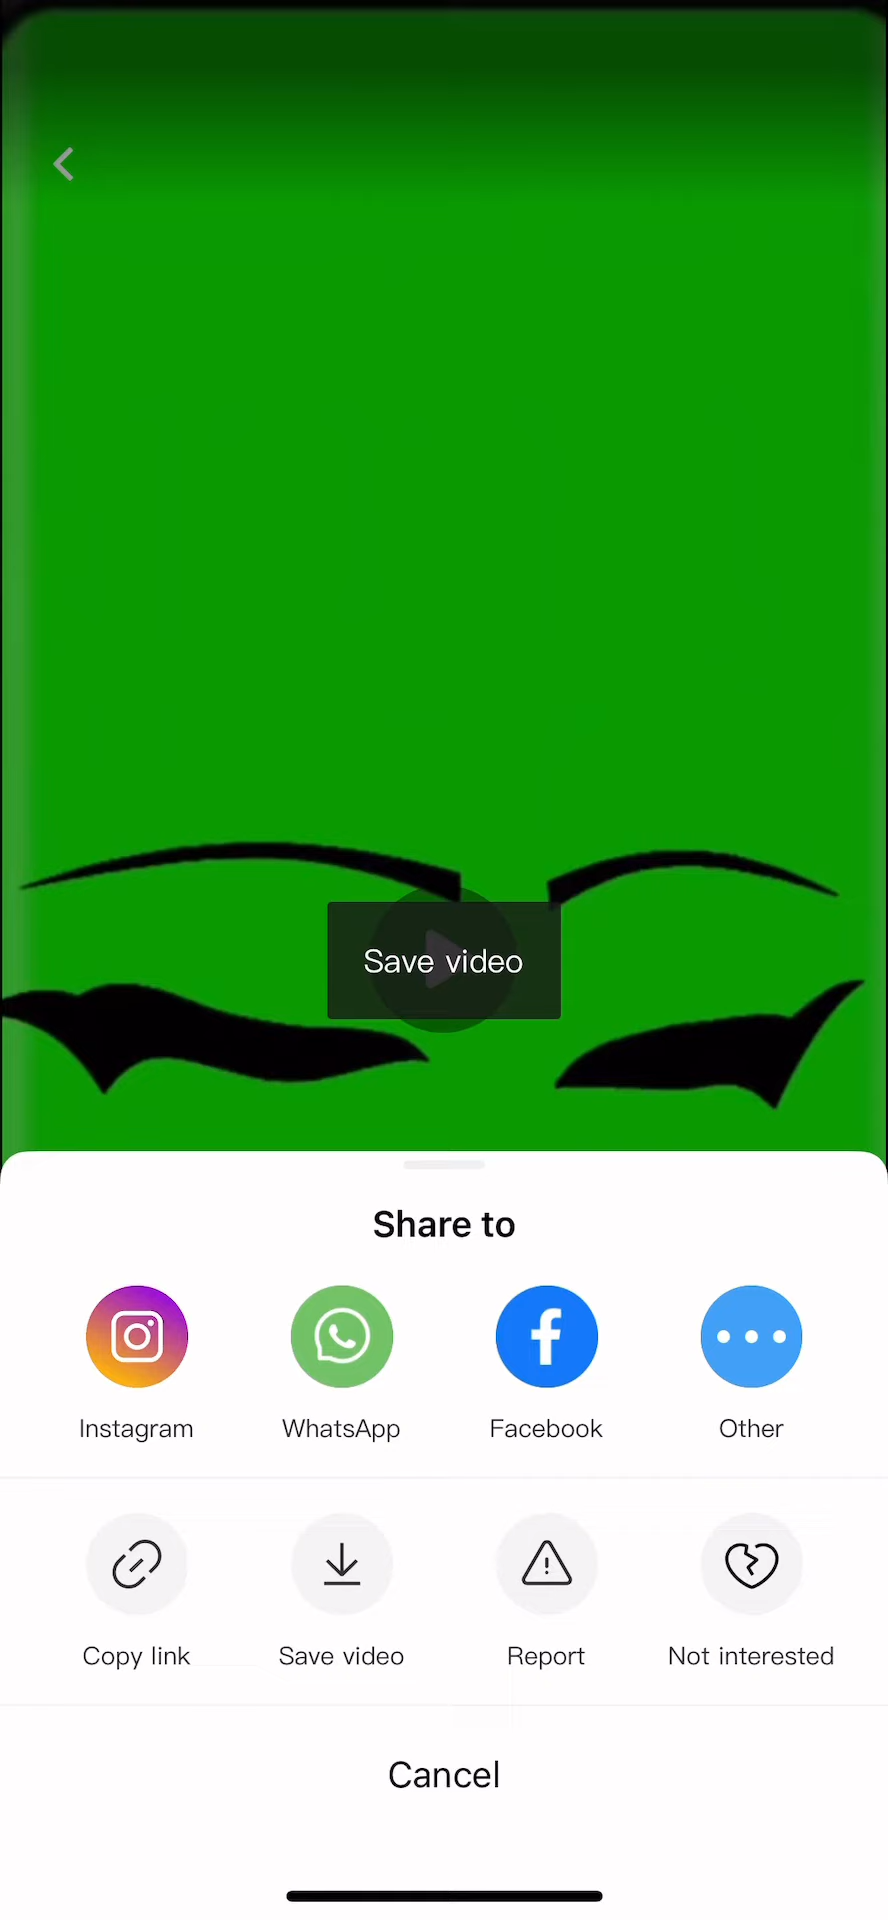 Save video
Share to
Instagram
WhatsApp
Facebook
Other
Copy link
Save video
Report
Not interested
Cancel